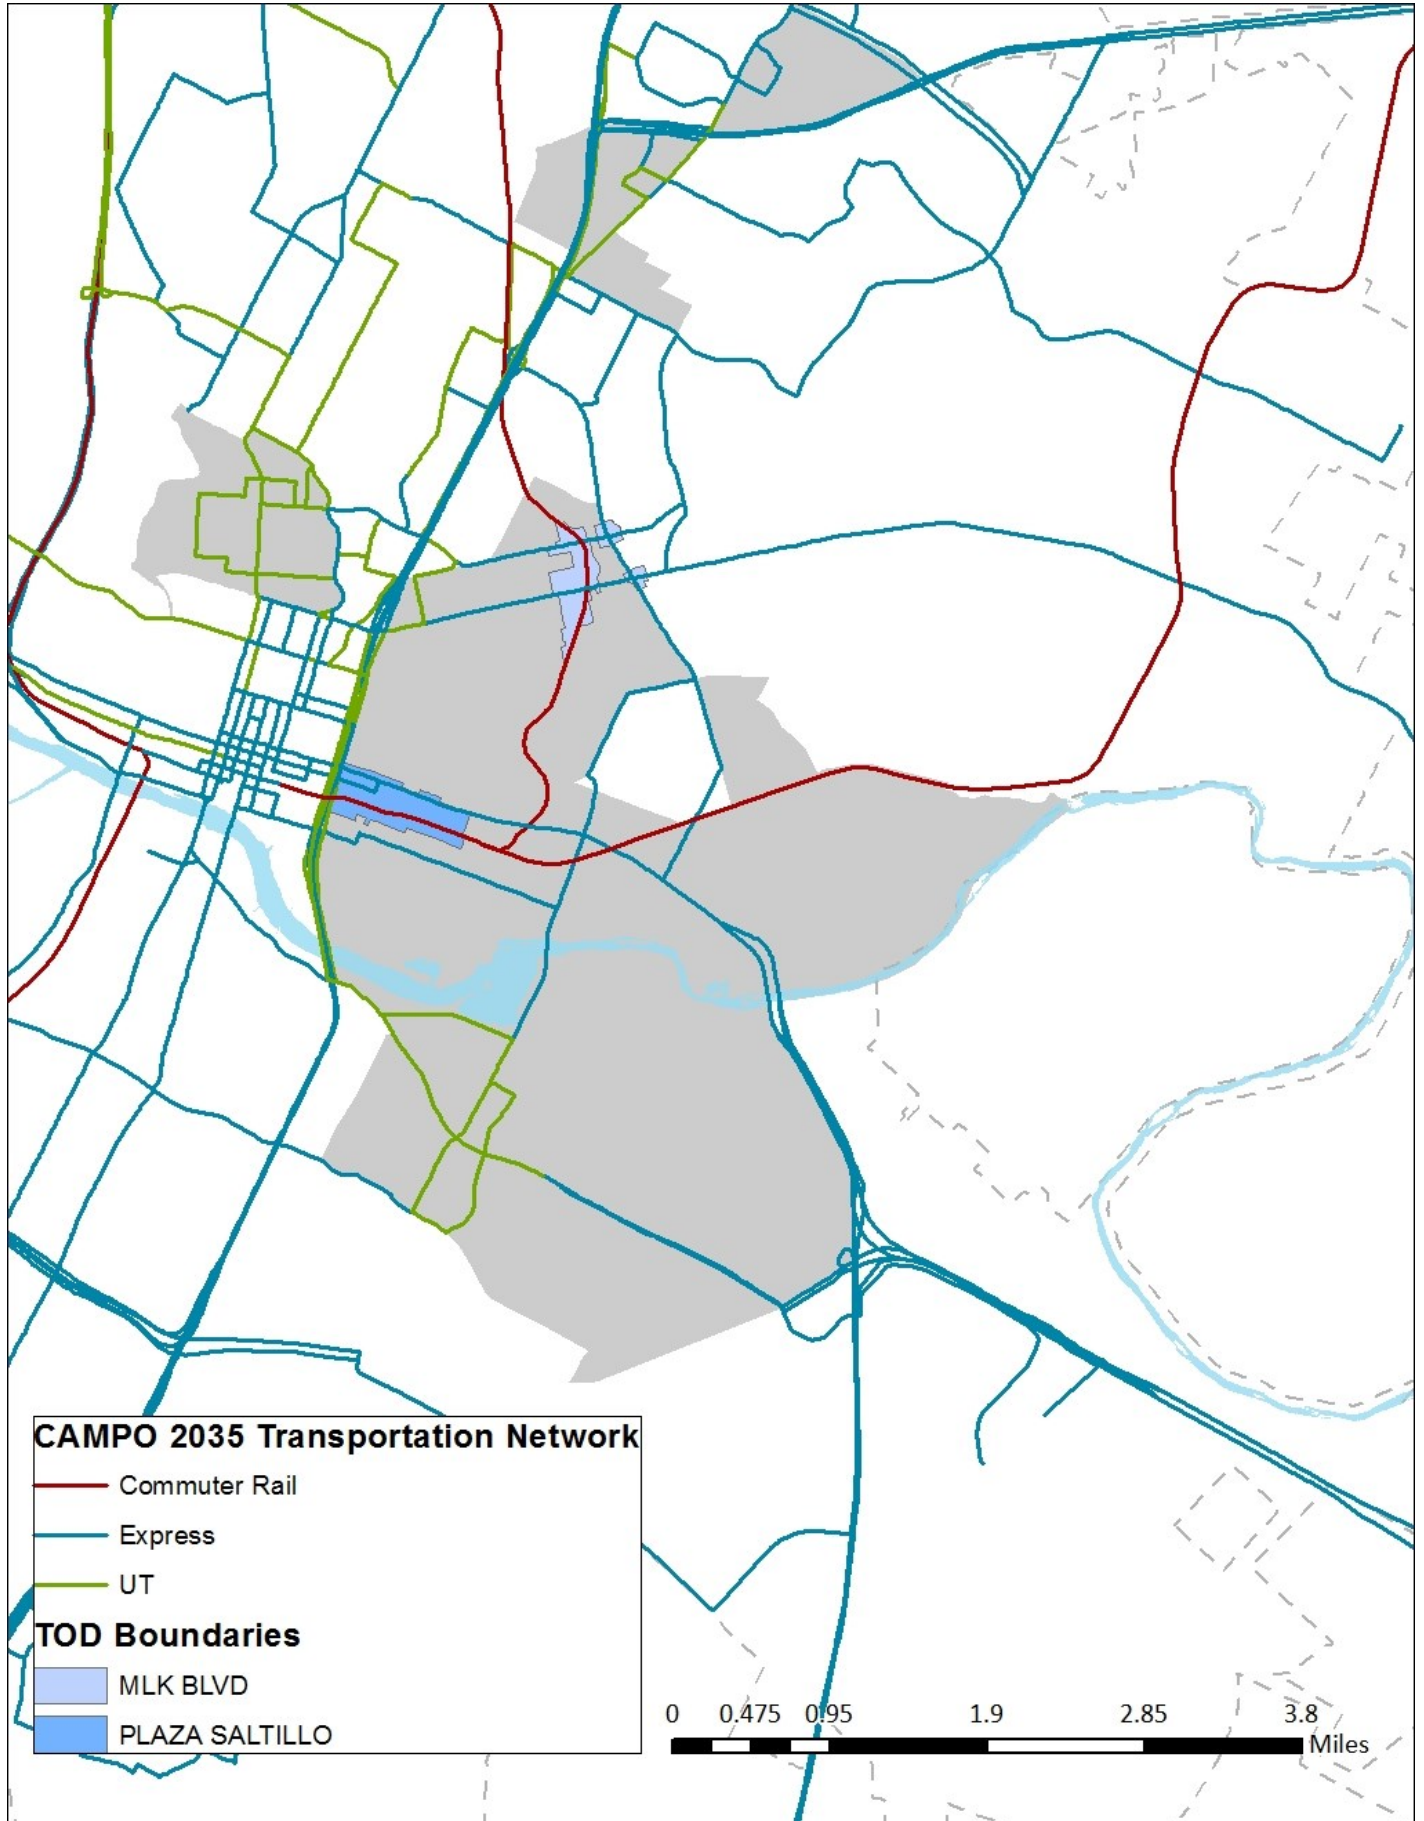 CAMPO 2035 Transportation Network
Commuter Rail
Express
UT
TOD Boundaries
MLK BLVD
PLAZA SALTILLO
0 0.475 0.95 1.9 2.85 3.8
Miles